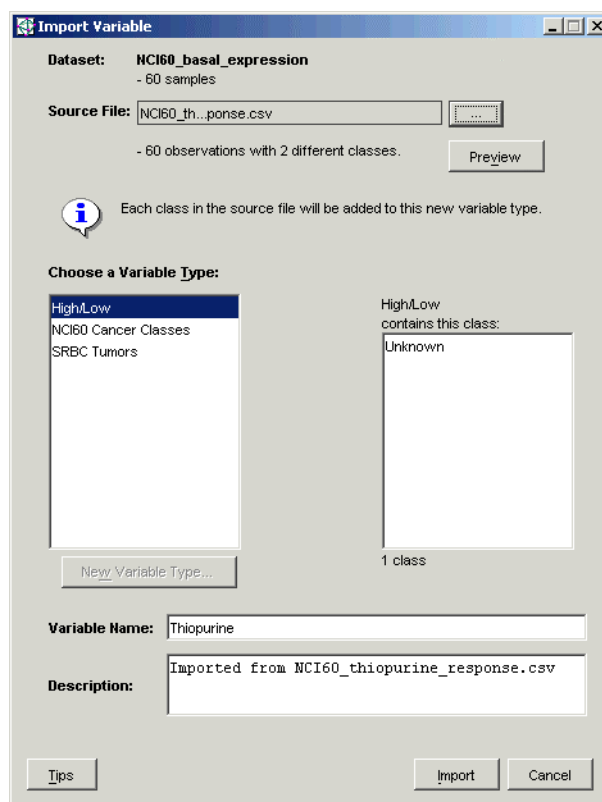 Import Variable
Dataset: NCI60_basal_expression
- 60 samples
Source File: NCI60_th...ponse.csv ...
- 60 observations with 2 different classes. Preview
i Each class in the source file will be added to this new variable type.
Choose a Variable Type:
High/Low
NCI60 Cancer Classes
SRBC Tumors
High/Low
contains this class:
Unknown
New Variable Type...
1 class
Variable Name: Thiopurine
Description: Imported from NCI60_thiopurine_response.csv
Tips Import Cancel